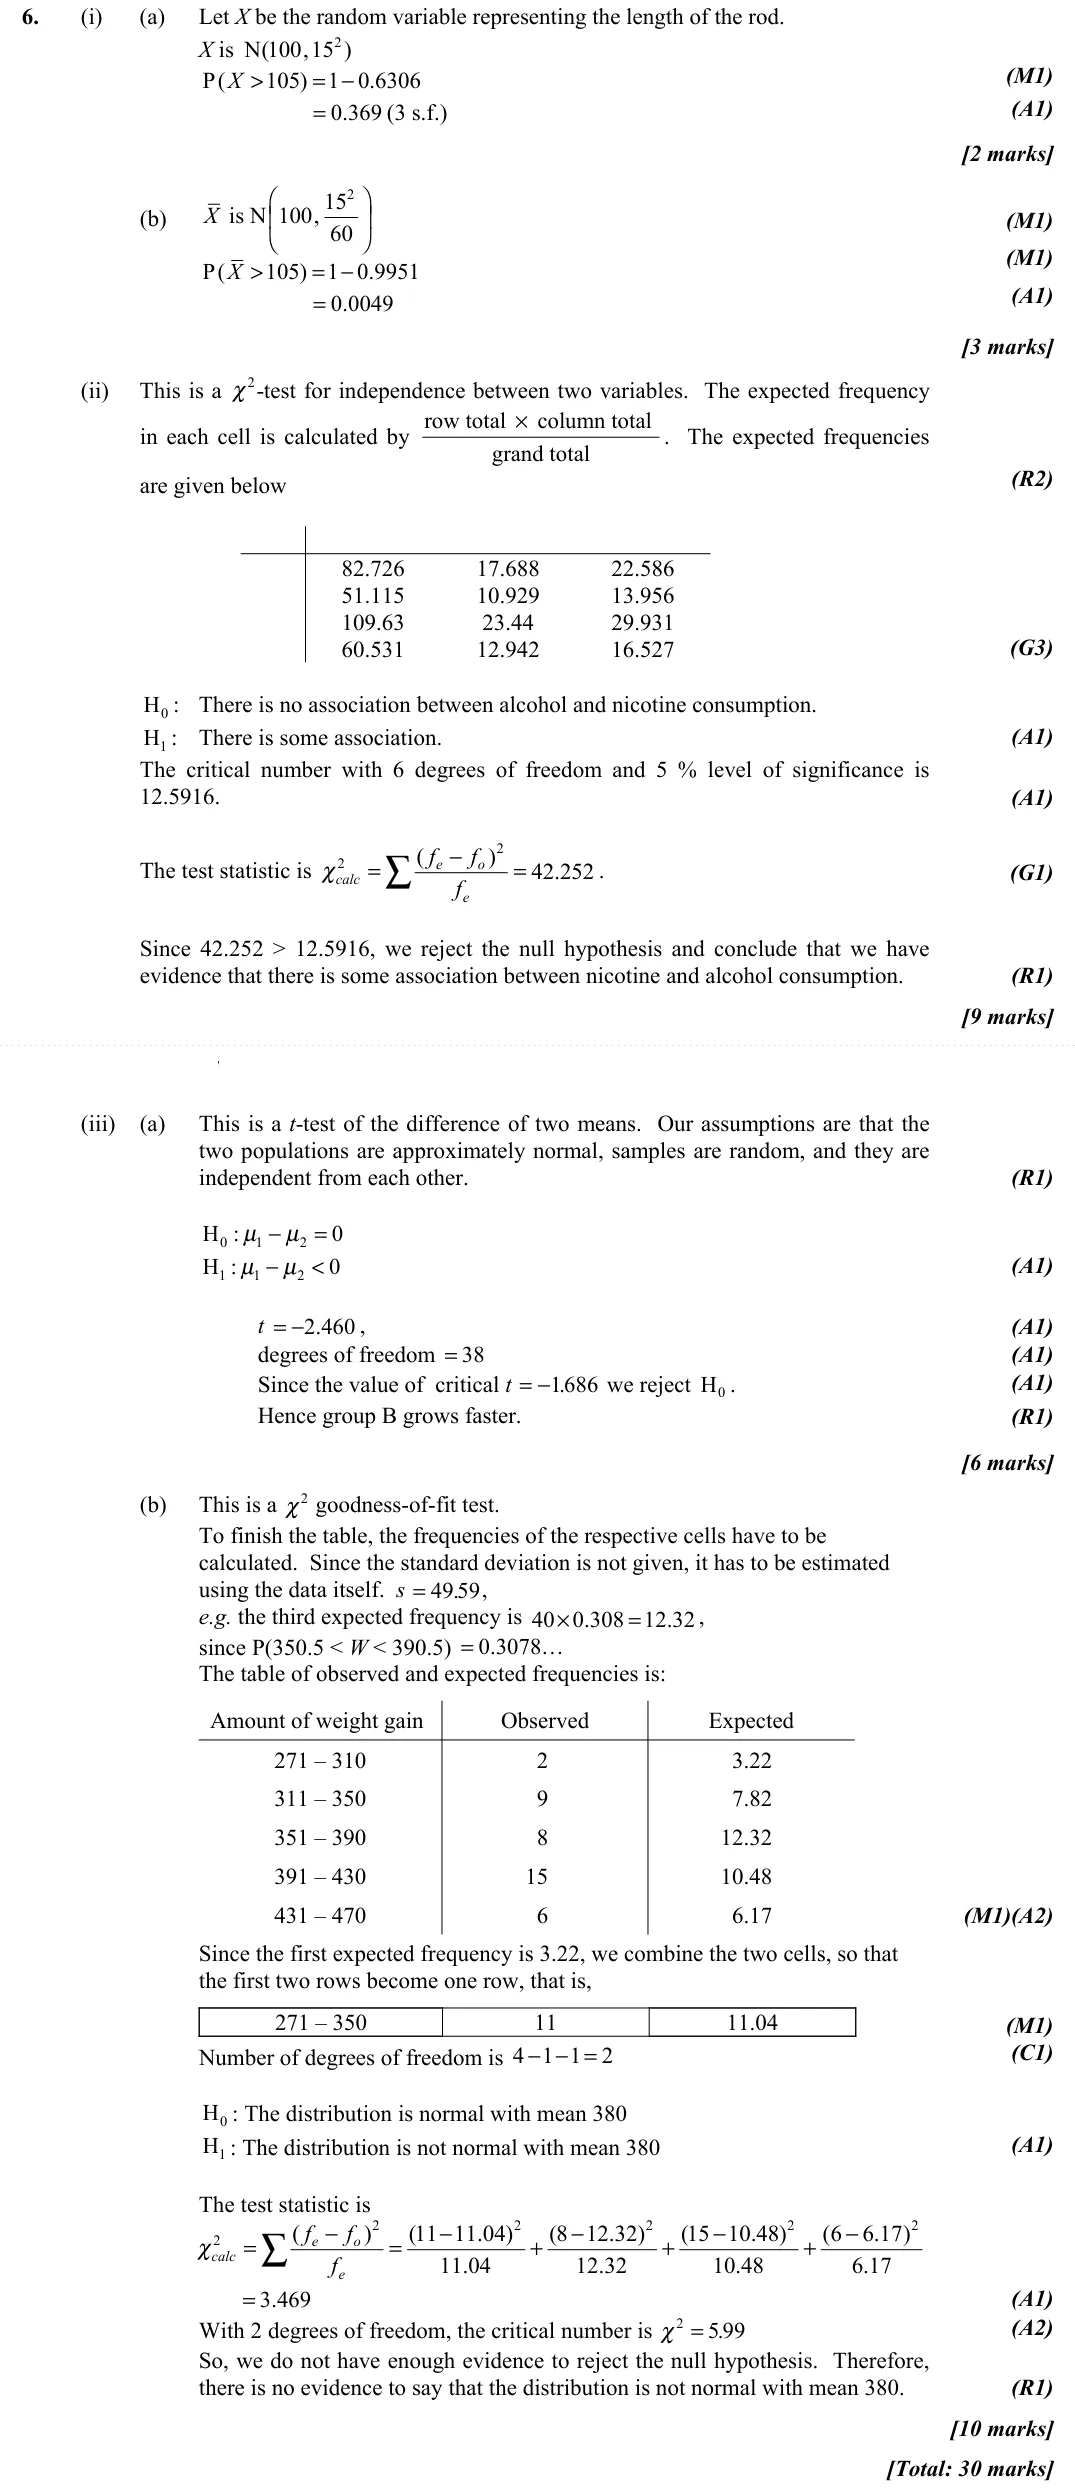 6. (i) (a) Let X be the random variable representing the length of the rod.
X is N(100,15²)
P(X >105) = 1 − 0.6306 (M1)
= 0.369 (3 s.f.) (A1)
[2 marks]
(b) X̅ is N(100, 15²/60) (M1)
P(X̅ >105) = 1 − 0.9951 (M1)
= 0.0049 (A1)
[3 marks]
(ii) This is a χ²-test for independence between two variables. The expected frequency
in each cell is calculated by row total × column total / grand total . The expected frequencies
are given below (R2)
82.726 17.688 22.586
51.115 10.929 13.956
109.63 23.44 29.931
60.531 12.942 16.527 (G3)
H₀ : There is no association between alcohol and nicotine consumption.
H₁ : There is some association. (A1)
The critical number with 6 degrees of freedom and 5 % level of significance is
12.5916. (A1)
The test statistic is χ²calc = ∑ (fₑ − fₒ)² / fₑ = 42.252 . (G1)
Since 42.252 > 12.5916, we reject the null hypothesis and conclude that we have
evidence that there is some association between nicotine and alcohol consumption. (R1)
[9 marks]
(iii) (a) This is a t-test of the difference of two means. Our assumptions are that the
two populations are approximately normal, samples are random, and they are
independent from each other. (R1)
H₀ : μ₁ − μ₂ = 0
H₁ : μ₁ − μ₂ < 0 (A1)
t = −2.460 , (A1)
degrees of freedom = 38 (A1)
Since the value of critical t = −1.686 we reject H₀ . (A1)
Hence group B grows faster. (R1)
[6 marks]
(b) This is a χ² goodness-of-fit test.
To finish the table, the frequencies of the respective cells have to be
calculated. Since the standard deviation is not given, it has to be estimated
using the data itself. s = 49.59,
e.g. the third expected frequency is 40×0.308 = 12.32 ,
since P(350.5 < W < 390.5) = 0.3078…
The table of observed and expected frequencies is:
Amount of weight gain Observed Expected
271 – 310 2 3.22
311 – 350 9 7.82
351 – 390 8 12.32
391 – 430 15 10.48
431 – 470 6 6.17 (M1)(A2)
Since the first expected frequency is 3.22, we combine the two cells, so that
the first two rows become one row, that is,
271 – 350 11 11.04 (M1)
Number of degrees of freedom is 4 − 1 − 1 = 2 (C1)
H₀ : The distribution is normal with mean 380
H₁ : The distribution is not normal with mean 380 (A1)
The test statistic is
χ²calc = ∑ (fₑ − fₒ)² / fₑ = (11 − 11.04)² / 11.04 + (8 − 12.32)² / 12.32 + (15 − 10.48)² / 10.48 + (6 − 6.17)² / 6.17
= 3.469 (A1)
With 2 degrees of freedom, the critical number is χ² = 5.99 (A2)
So, we do not have enough evidence to reject the null hypothesis. Therefore,
there is no evidence to say that the distribution is not normal with mean 380. (R1)
[10 marks]
[Total: 30 marks]